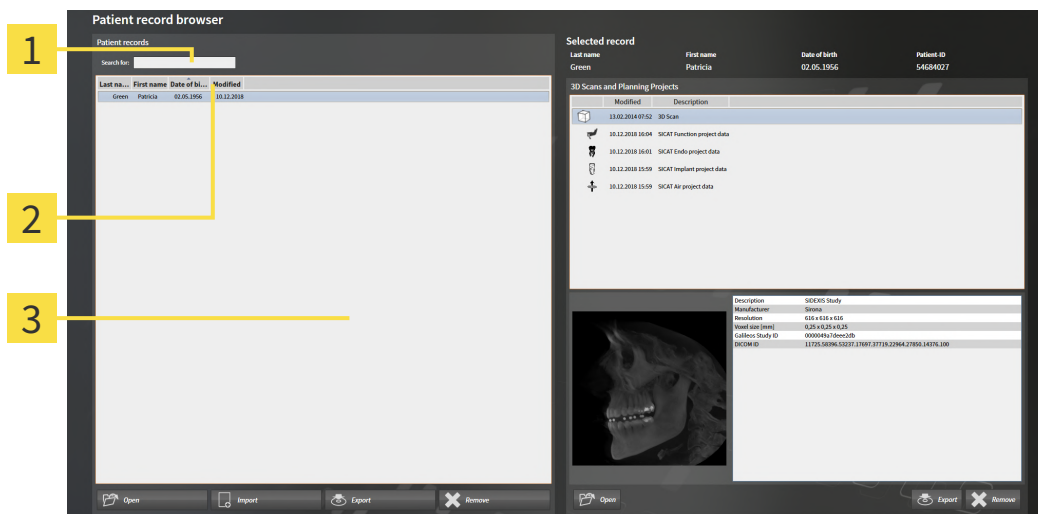 Patient record browser
1
Patient records
Search for:
Last na... First name Date of bi... Modified
Green Patricia 02.05.1956 10.12.2018
2
3
Open Import Export Remove
Selected record
Last name First name Date of birth Patient-ID
Green Patricia 02.05.1956 54684027
3D Scans and Planning Projects
Modified Description
13.02.2014 07:52 3D Scan
10.12.2018 16:04 SICAT Function project data
10.12.2018 16:01 SICAT Endo project data
10.12.2018 15:59 SICAT Implant project data
10.12.2018 15:59 SICAT Air project data
Description SIDEXIS Study
Manufacturer Sirona
Resolution 616 x 616 x 616
Voxel size [mm] 0,25 x 0,25 x 0,25
Galileos Study ID 0000049a7deee2db
DICOM ID 11725.58396.53237.17697.37719.22964.27850.14376.100
Open Export Remove